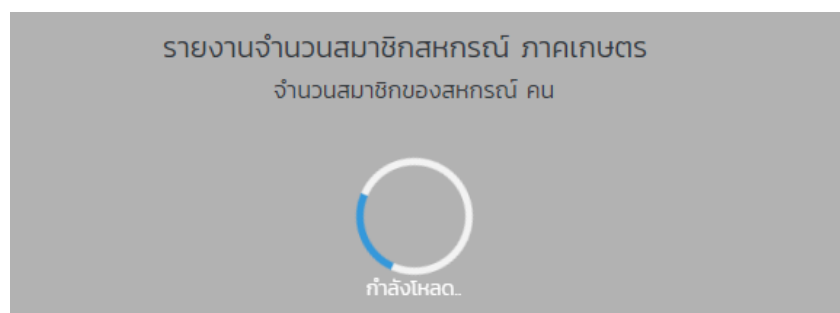 รายงานจำนวนสมาชิกสหกรณ์ ภาคเกษตร
จำนวนสมาชิกของสหกรณ์ คน
กำลังโหลด..